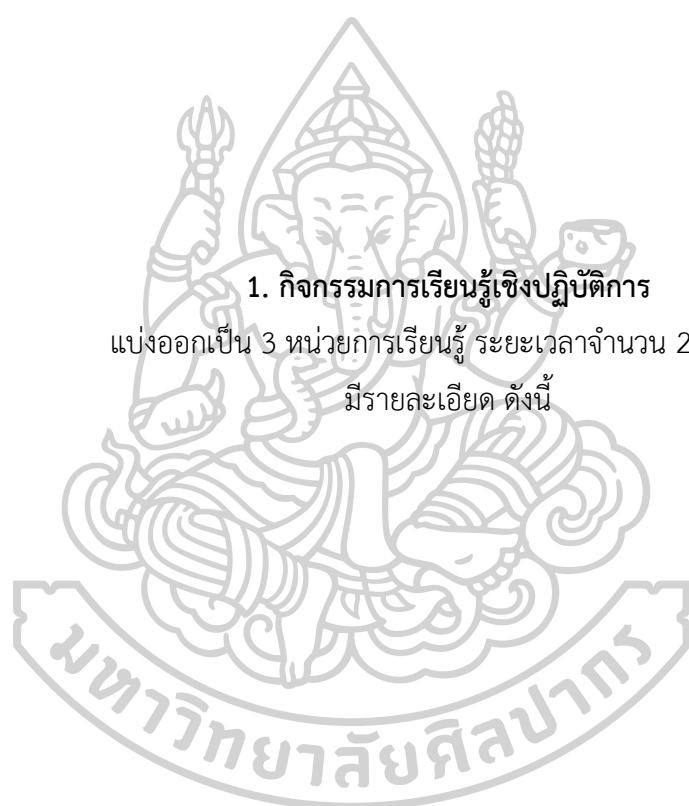 1. กิจกรรมการเรียนรู้เชิงปฏิบัติการ
แบ่งออกเป็น 3 หน่วยการเรียนรู้ ระยะเวลาจำนวน 2
มีรายละเอียด ดังนี้
มหาวิทยาลัยศิลปากร